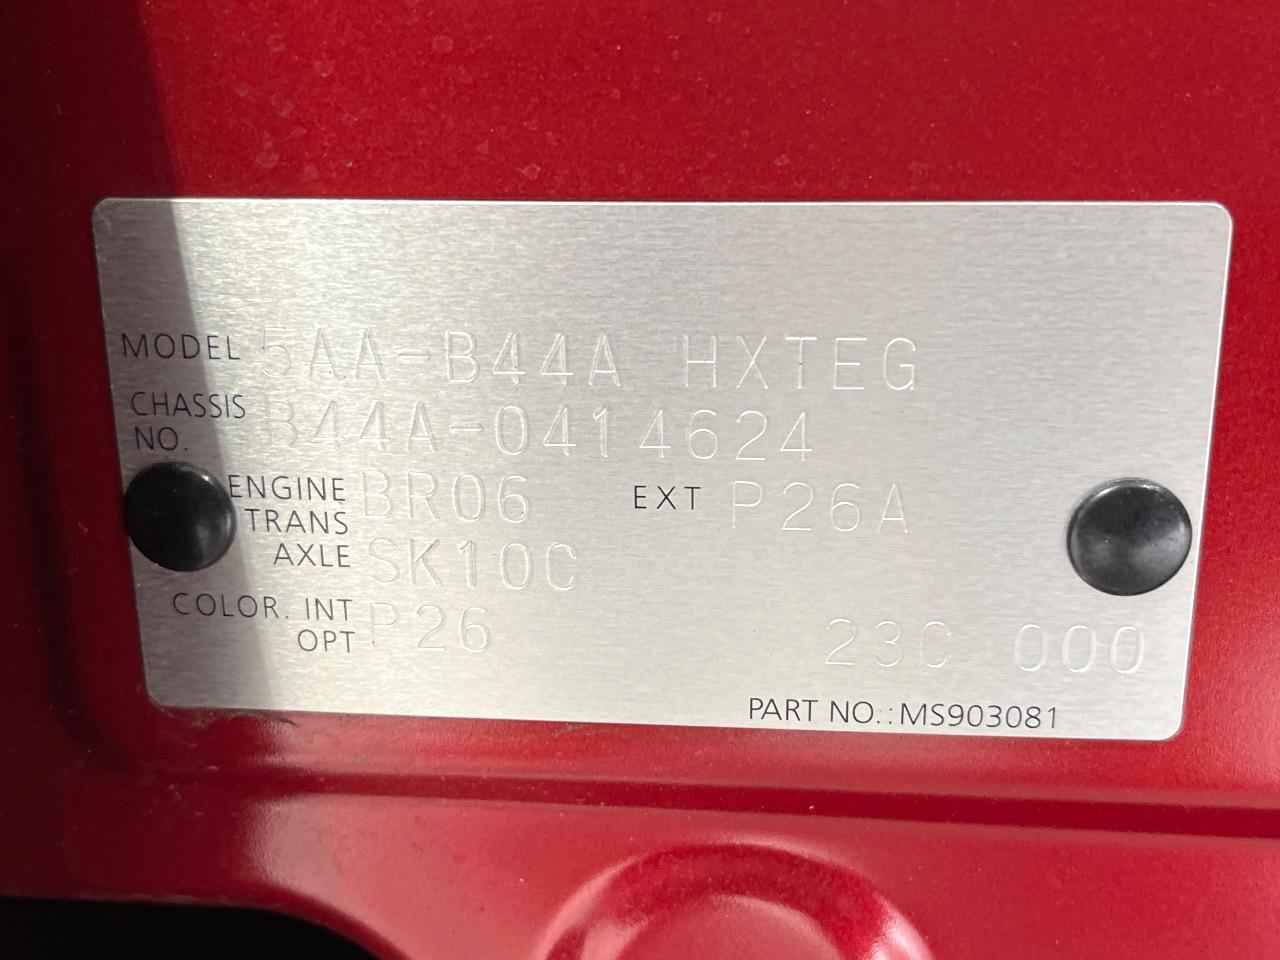 MODEL 5AA-B44A HXTEG
CHASSIS
NO. B44A-0414624
ENGINE BR06 EXT P26A
TRANS
AXLE SK10C
COLOR. INT
OPT P26 23C 000
PART NO.:MS903081